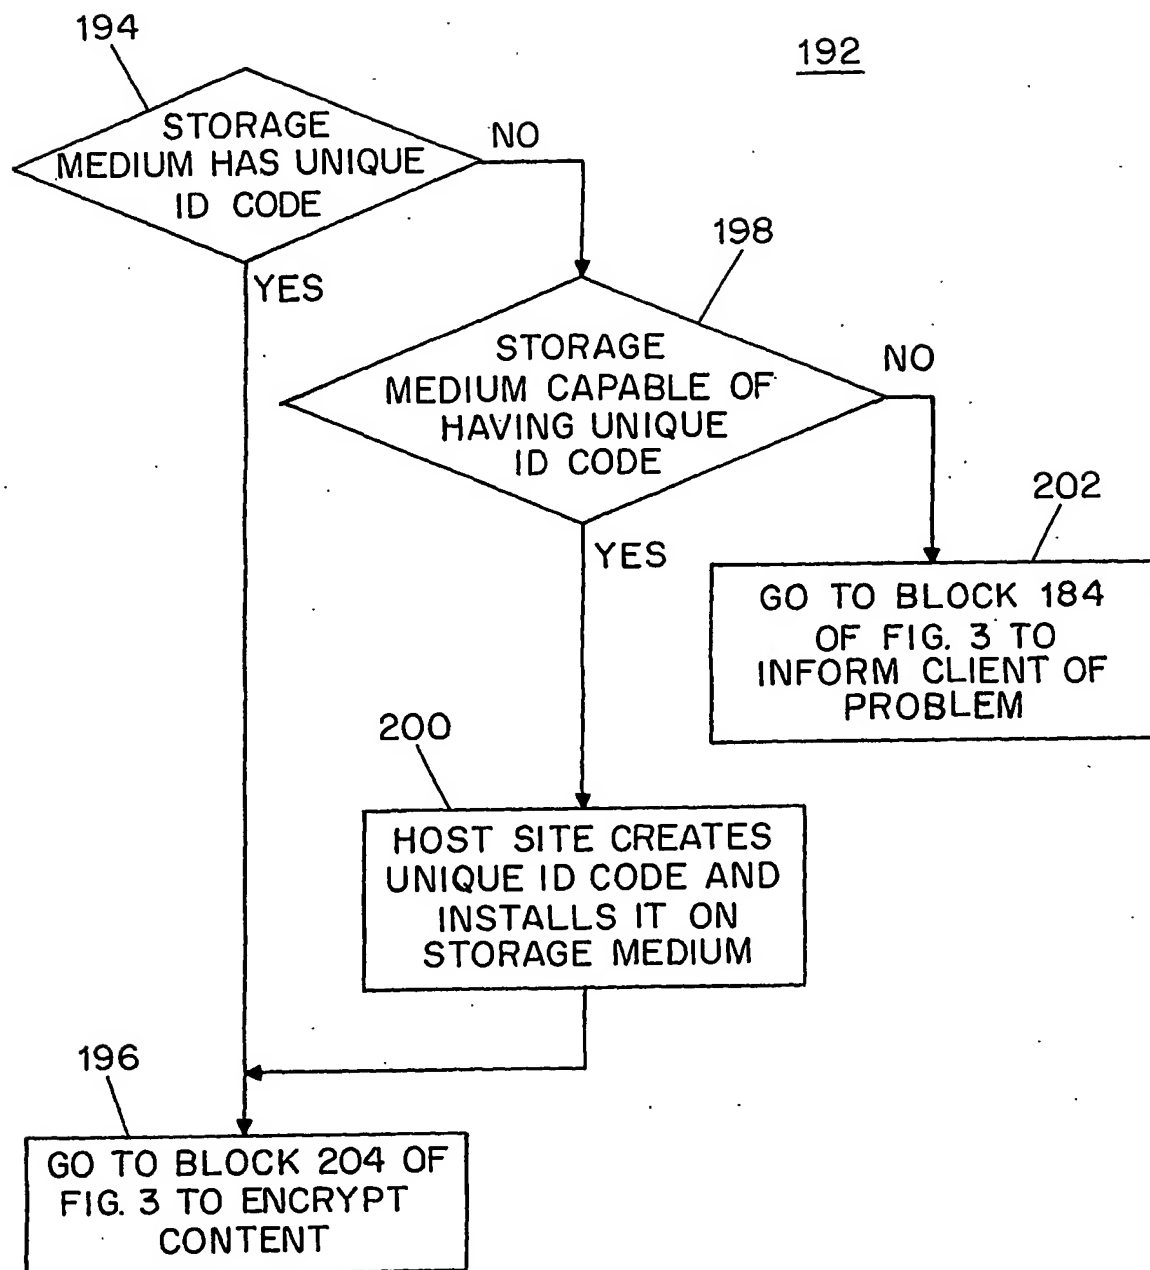 194
192
STORAGE
MEDIUM HAS UNIQUE
ID CODE
NO
YES
198
STORAGE
MEDIUM CAPABLE OF
HAVING UNIQUE
ID CODE
NO
YES
202
GO TO BLOCK 184
OF FIG. 3 TO
INFORM CLIENT OF
PROBLEM
200
HOST SITE CREATES
UNIQUE ID CODE AND
INSTALLS IT ON
STORAGE MEDIUM
196
GO TO BLOCK 204 OF
FIG. 3 TO ENCRYPT
CONTENT